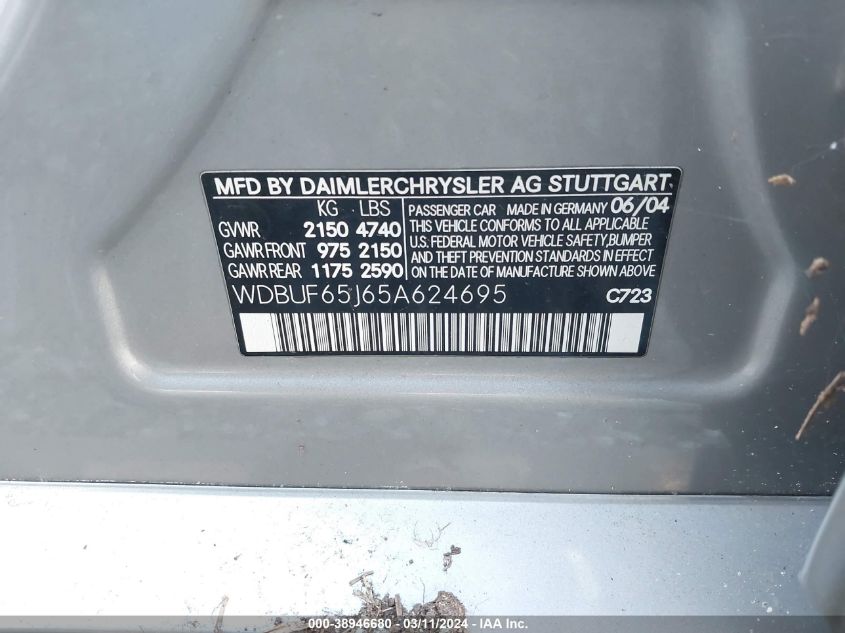 MFD BY DAIMLERCHRYSLER AG STUTTGART
KG LBS
GVWR 2150 4740
GAWR FRONT 975 2150
GAWR REAR 1175 2590
PASSENGER CAR MADE IN GERMANY 06/04
THIS VEHICLE CONFORMS TO ALL APPLICABLE
U.S. FEDERAL MOTOR VEHICLE SAFETY,BUMPER
AND THEFT PREVENTION STANDARDS IN EFFECT
ON THE DATE OF MANUFACTURE SHOWN ABOVE
WDBUF65J65A624695 C723
000-38946680 - 03/11/2024 - IAA Inc.